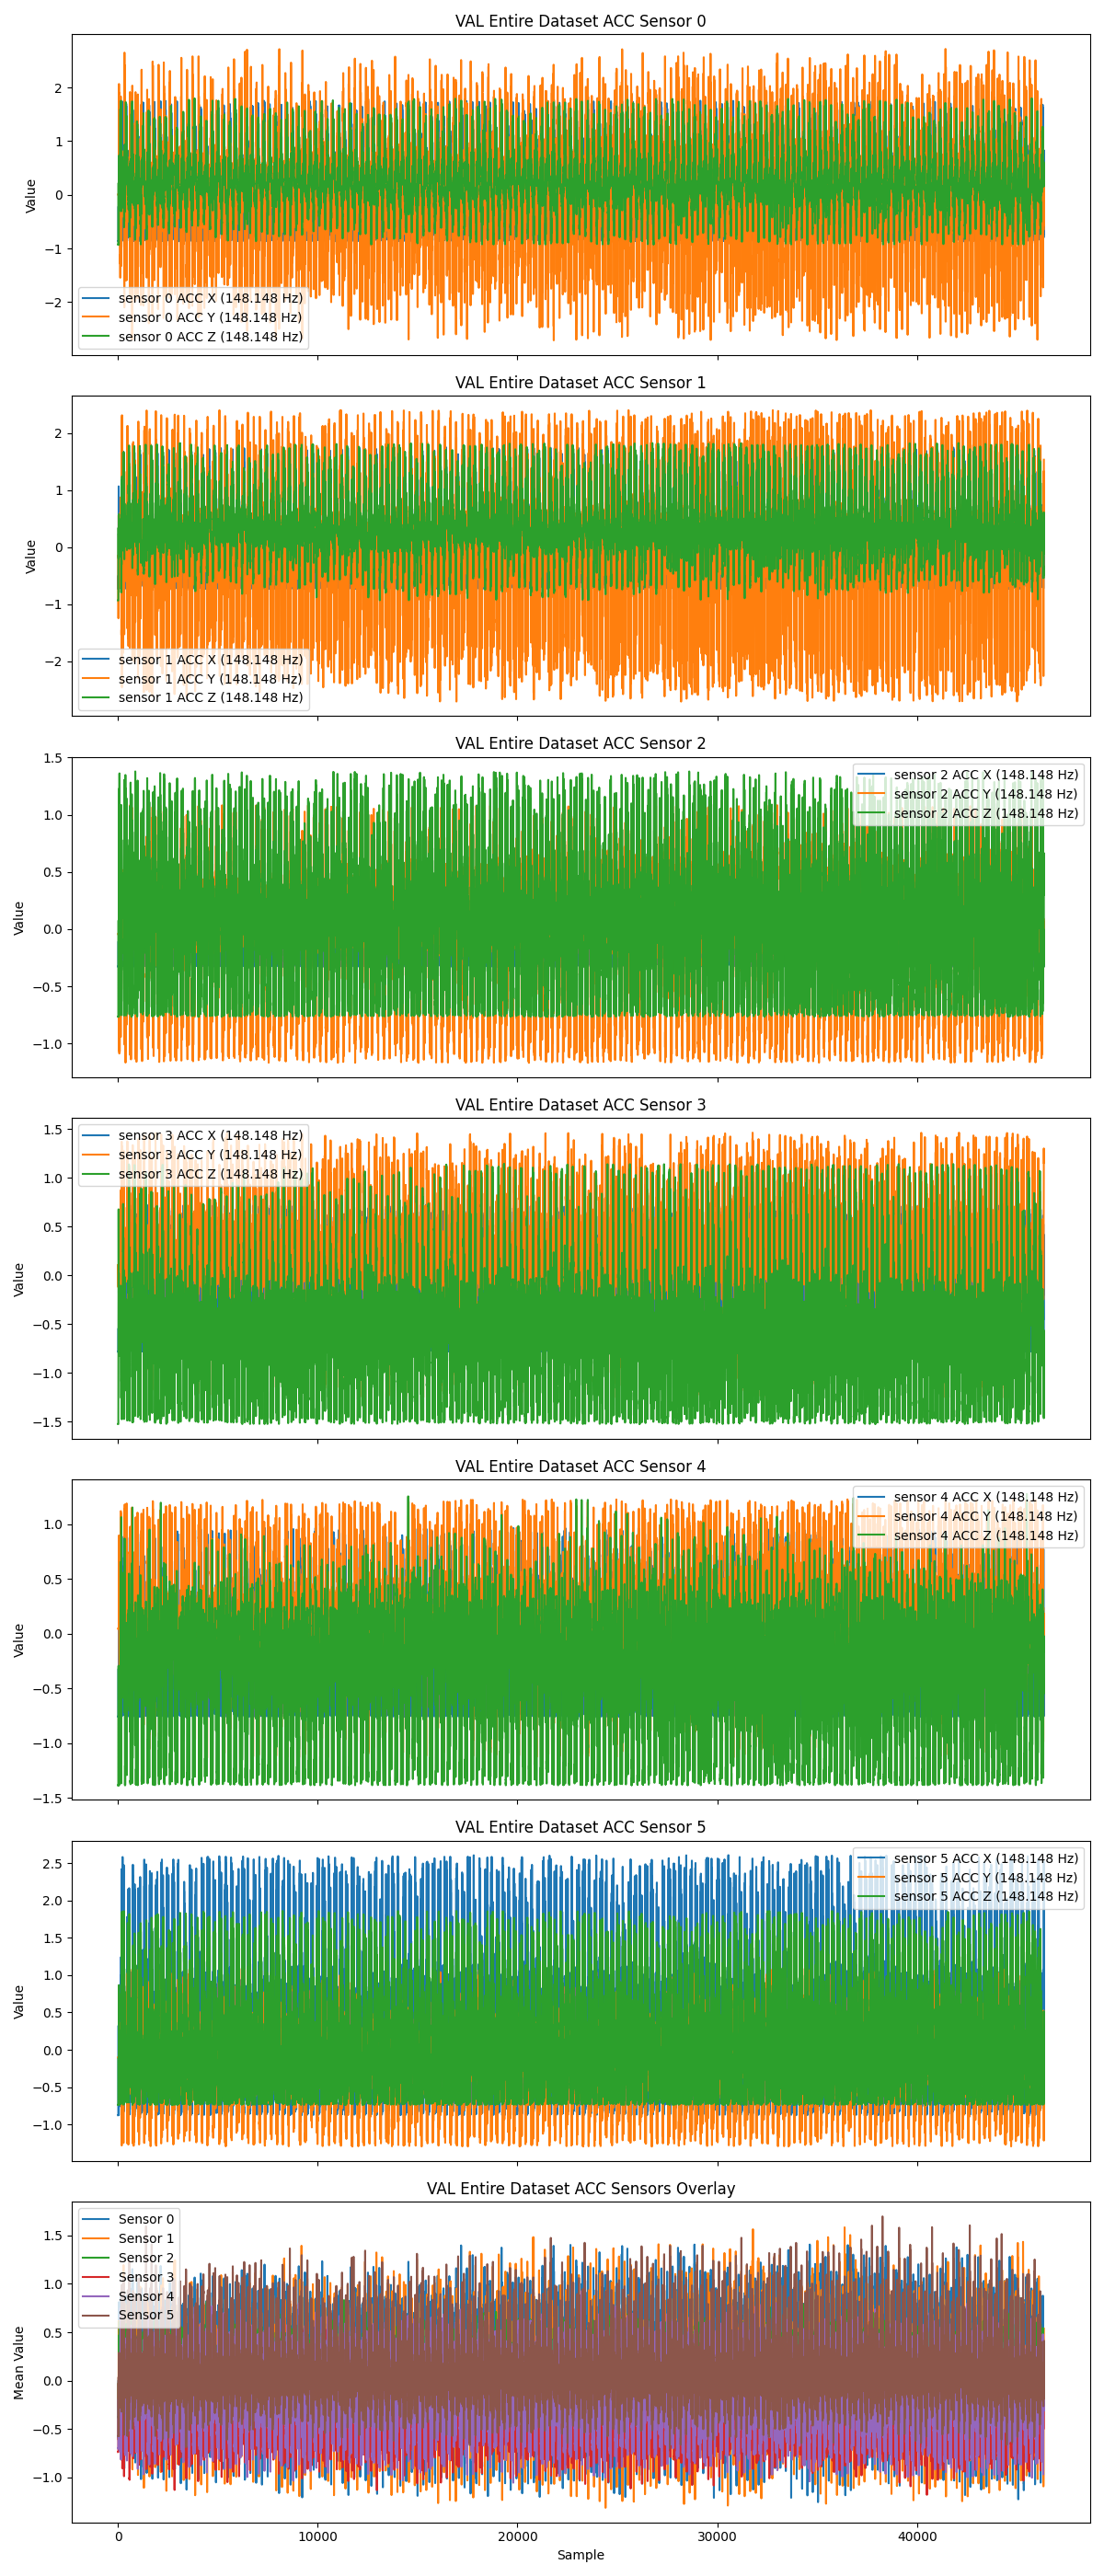 VAL Entire Dataset ACC Sensor 0
2
1
0
−1
−2
Value
sensor 0 ACC X (148.148 Hz)
sensor 0 ACC Y (148.148 Hz)
sensor 0 ACC Z (148.148 Hz)
VAL Entire Dataset ACC Sensor 1
2
1
0
−1
−2
Value
sensor 1 ACC X (148.148 Hz)
sensor 1 ACC Y (148.148 Hz)
sensor 1 ACC Z (148.148 Hz)
VAL Entire Dataset ACC Sensor 2
1.5
1.0
0.5
0.0
−0.5
−1.0
Value
sensor 2 ACC X (148.148 Hz)
sensor 2 ACC Y (148.148 Hz)
sensor 2 ACC Z (148.148 Hz)
VAL Entire Dataset ACC Sensor 3
1.5
1.0
0.5
0.0
−0.5
−1.0
−1.5
Value
sensor 3 ACC X (148.148 Hz)
sensor 3 ACC Y (148.148 Hz)
sensor 3 ACC Z (148.148 Hz)
VAL Entire Dataset ACC Sensor 4
1.0
0.5
0.0
−0.5
−1.0
−1.5
Value
sensor 4 ACC X (148.148 Hz)
sensor 4 ACC Y (148.148 Hz)
sensor 4 ACC Z (148.148 Hz)
VAL Entire Dataset ACC Sensor 5
2.5
2.0
1.5
1.0
0.5
0.0
−0.5
−1.0
Value
sensor 5 ACC X (148.148 Hz)
sensor 5 ACC Y (148.148 Hz)
sensor 5 ACC Z (148.148 Hz)
VAL Entire Dataset ACC Sensors Overlay
1.5
1.0
0.5
0.0
−0.5
−1.0
Mean Value
Sensor 0
Sensor 1
Sensor 2
Sensor 3
Sensor 4
Sensor 5
0 10000 20000 30000 40000
Sample